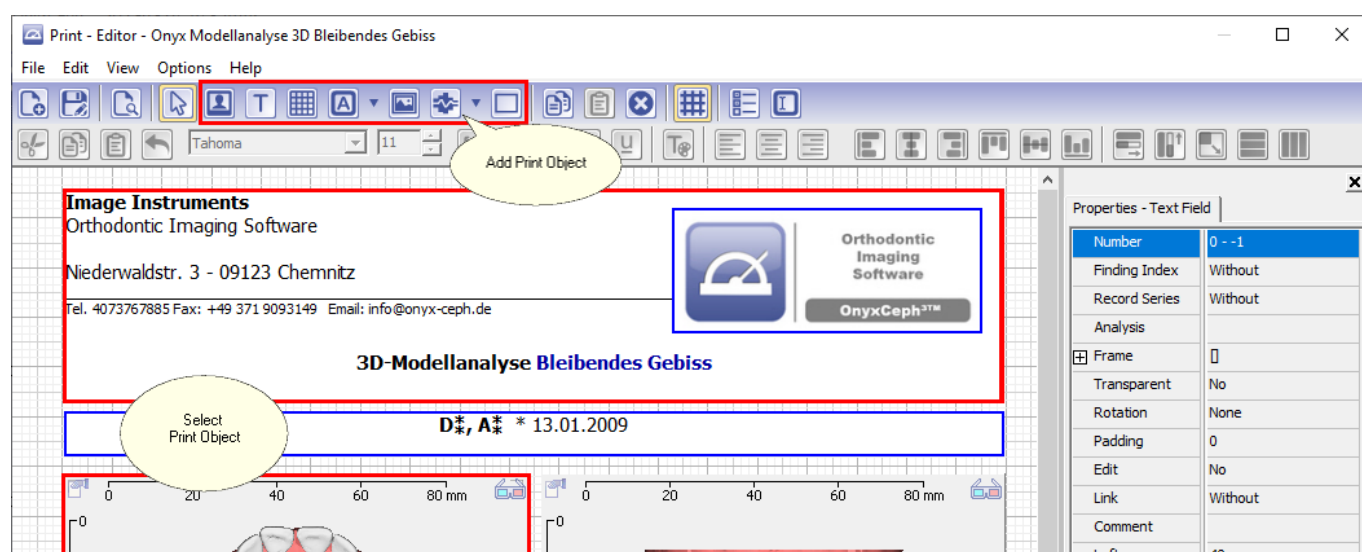 Print - Editor - Onyx Modellanalyse 3D Bleibendes Gebiss
File Edit View Options Help
Tahoma 11
Add Print Object
Image Instruments
Orthodontic Imaging Software
Niederwaldstr. 3 - 09123 Chemnitz
Tel. 4073767885 Fax: +49 371 9093149 Email: info@onyx-ceph.de
Orthodontic
Imaging
Software
OnyxCeph³™
3D-Modellanalyse Bleibendes Gebiss
Select
Print Object
D‡, A‡ * 13.01.2009
0 20 40 60 80 mm
0
0 20 40 60 80 mm
0
Properties - Text Field
Number 0 - -1
Finding Index Without
Record Series Without
Analysis
Frame []
Transparent No
Rotation None
Padding 0
Edit No
Link Without
Comment